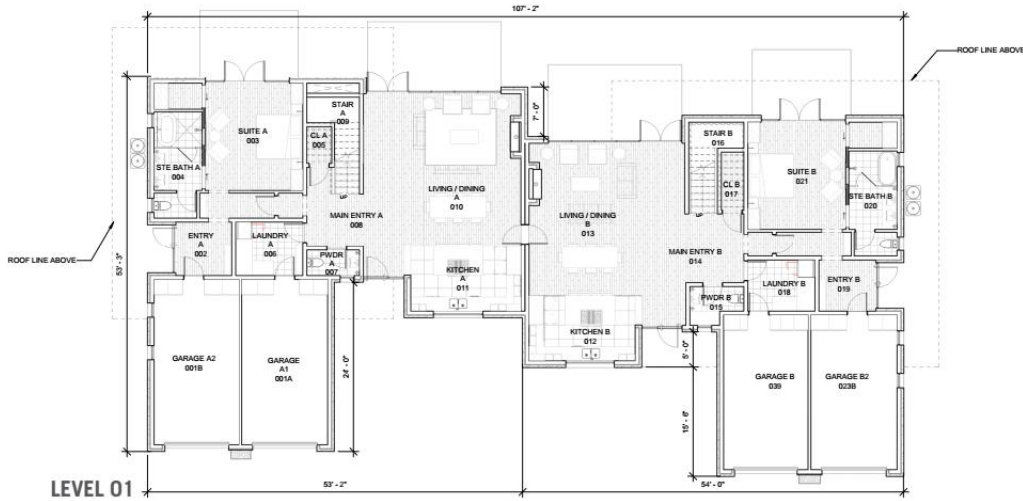 107' - 2"
ROOF LINE ABOVE
7' - 0"
STAIR
A
009
STAIR B
016
SUITE A
003
CL A
005
STE BATH A
004
SUITE B
021
CL B
017
STE BATH B
020
LIVING / DINING
A
010
LIVING / DINING
B
013
MAIN ENTRY A
008
ENTRY
A
002
LAUNDRY
A
006
PWDR
A
007
KITCHEN
A
011
MAIN ENTRY B
014
ROOF LINE ABOVE
53' - 3"
LAUNDRY B
018
ENTRY B
019
PWDR B
015
KITCHEN B
012
GARAGE A2
001B
GARAGE
A1
001A
24' - 0"
5' - 0"
GARAGE B
039
GARAGE B2
023B
15' - 6"
53' - 2"
54' - 0"
LEVEL 01